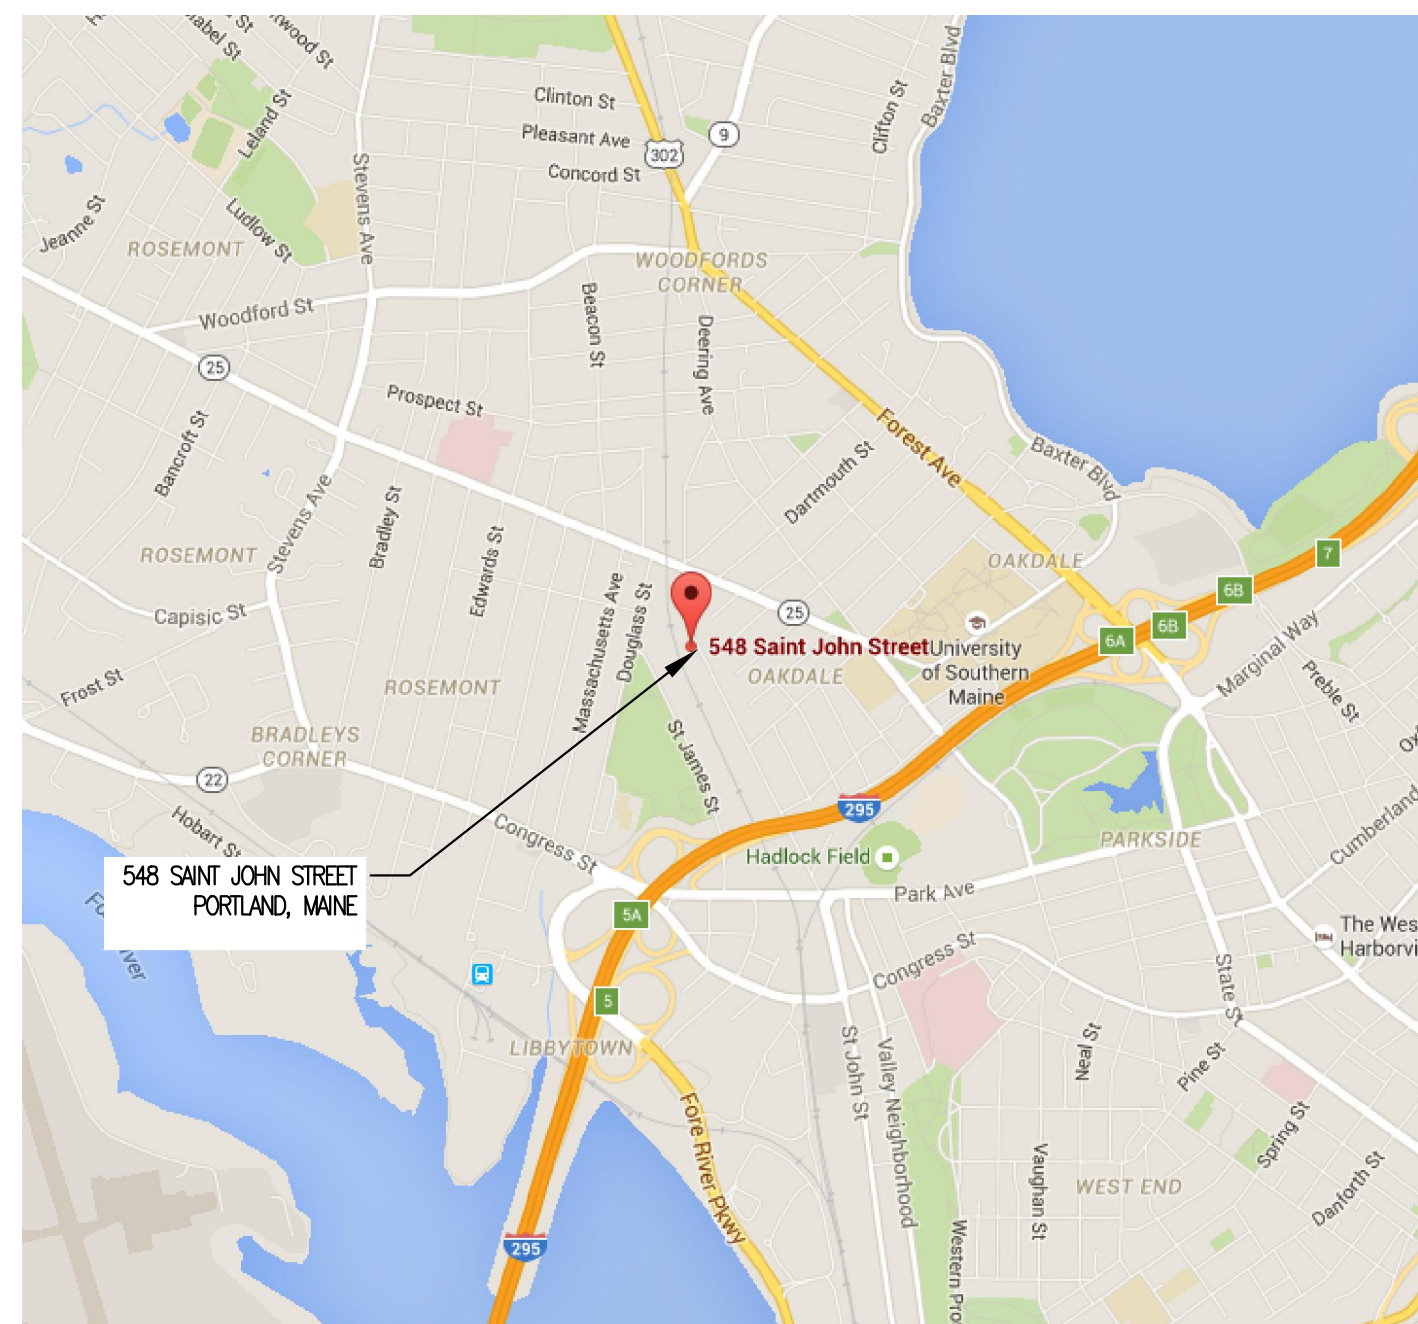 Clinton St
Pleasant Ave
Concord St
302
9
Clifton St
Baxter Blvd
Leland St
Stevens Ave
Jeanne St
Ludlow St
ROSEMONT
WOODFORDS
CORNER
Woodford St
Beacon St
Deering Ave
25
Prospect St
Bancroft St
Forest Ave
Dartmouth St
Baxter Blvd
Stevens Ave
Bradley St
Edwards St
ROSEMONT
OAKDALE
7
6B
6B
6A
Capisic St
Massachusetts Ave
Douglass St
25
548 Saint John Street
University
of Southern
Maine
OAKDALE
Marginal Way
Preble St
Frost St
ROSEMONT
St James St
BRADLEYS
CORNER
22
295
Hobart St
Congress St
Hadlock Field
PARKSIDE
Cumberland
548 SAINT JOHN STREET
PORTLAND, MAINE
5A
Park Ave
The Wes
Harborvi
Congress St
State St
5
LIBBYTOWN
St John St
Valley Neighborhood
Neal St
Pine St
Fore River Pkwy
Spring St
Vaughan St
WEST END
Danforth St
295
Western Pro